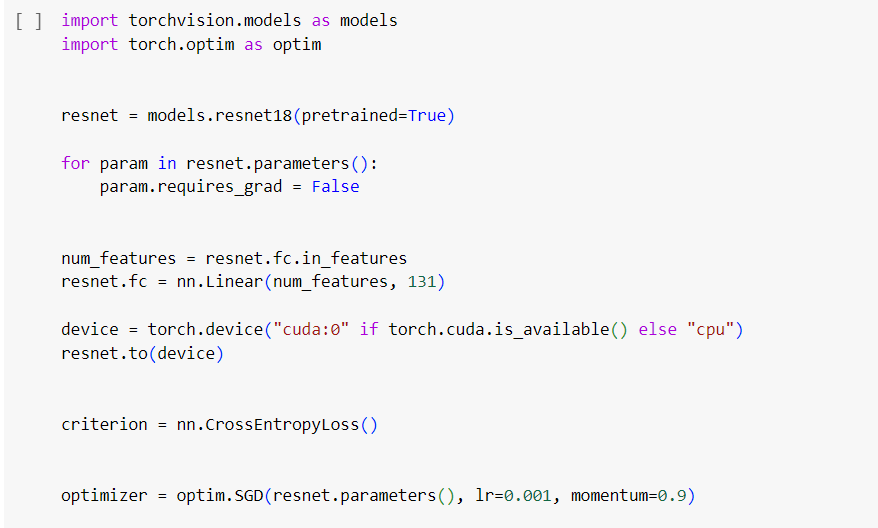 [ ] import torchvision.models as models
import torch.optim as optim
resnet = models.resnet18(pretrained=True)
for param in resnet.parameters():
    param.requires_grad = False
num_features = resnet.fc.in_features
resnet.fc = nn.Linear(num_features, 131)
device = torch.device("cuda:0" if torch.cuda.is_available() else "cpu")
resnet.to(device)
criterion = nn.CrossEntropyLoss()
optimizer = optim.SGD(resnet.parameters(), lr=0.001, momentum=0.9)